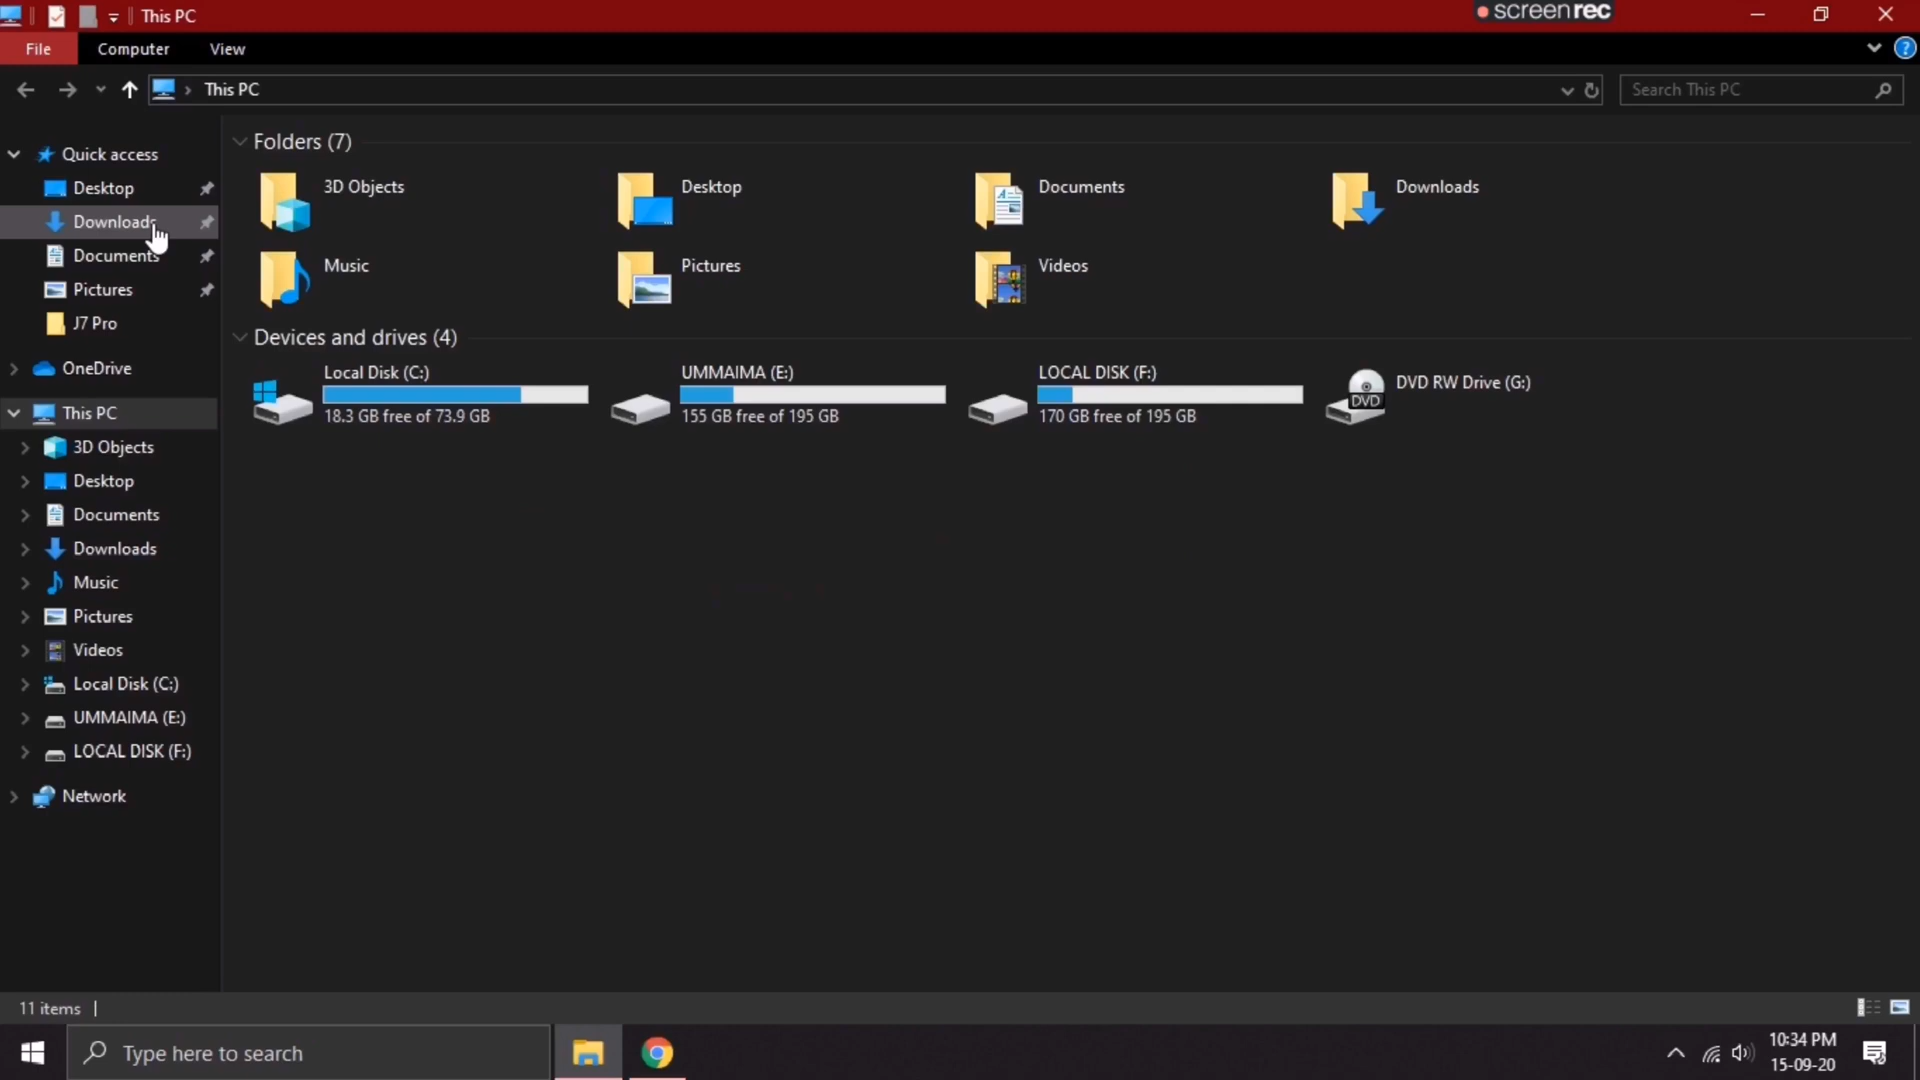 This PC
screenrec
File Computer View
This PC
Search This PC
Quick access
Desktop
Downloads
Documents
Pictures
J7 Pro
OneDrive
This PC
3D Objects
Desktop
Documents
Downloads
Music
Pictures
Videos
Local Disk (C:)
UMMAIMA (E:)
LOCAL DISK (F:)
Network
Folders (7)
3D Objects
Desktop
Documents
Downloads
Music
Pictures
Videos
Devices and drives (4)
Local Disk (C:)
18.3 GB free of 73.9 GB
UMMAIMA (E:)
155 GB free of 195 GB
LOCAL DISK (F:)
170 GB free of 195 GB
DVD RW Drive (G:)
DVD
11 items
Type here to search
10:34 PM
15-09-20